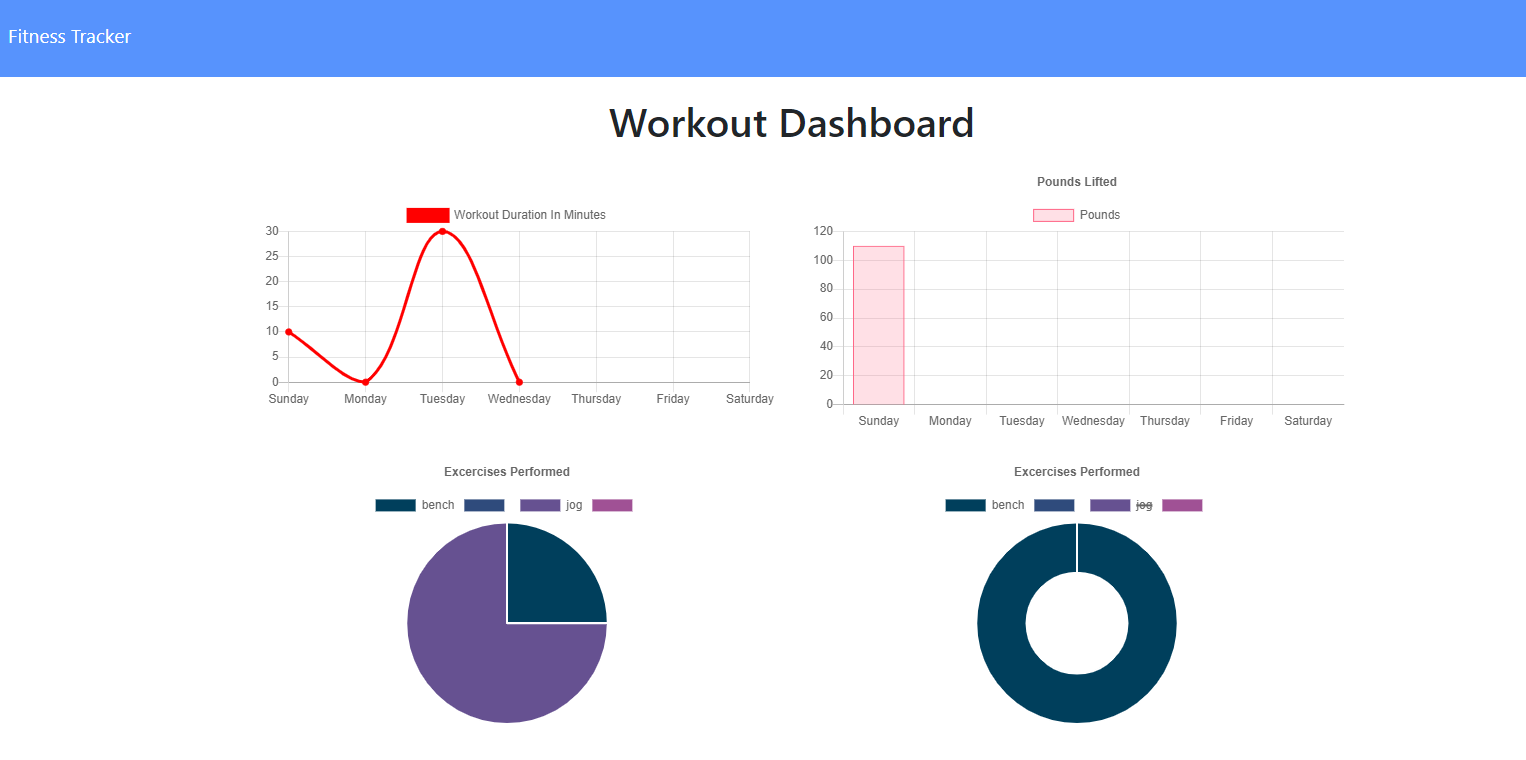 Fitness Tracker
Workout Dashboard
Workout Duration In Minutes
30
25
20
15
10
5
0
Sunday Monday Tuesday Wednesday Thursday Friday Saturday
Pounds Lifted
Pounds
120
100
80
60
40
20
0
Sunday Monday Tuesday Wednesday Thursday Friday Saturday
Excercises Performed
bench jog
Excercises Performed
bench jog